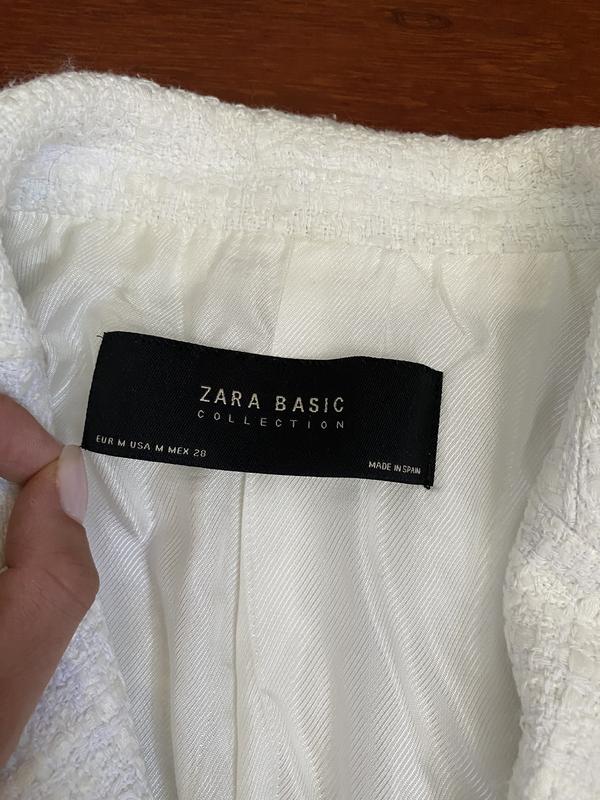 ZARA BASIC
COLLECTION
EUR M USA M MEX 28
MADE IN SPAIN